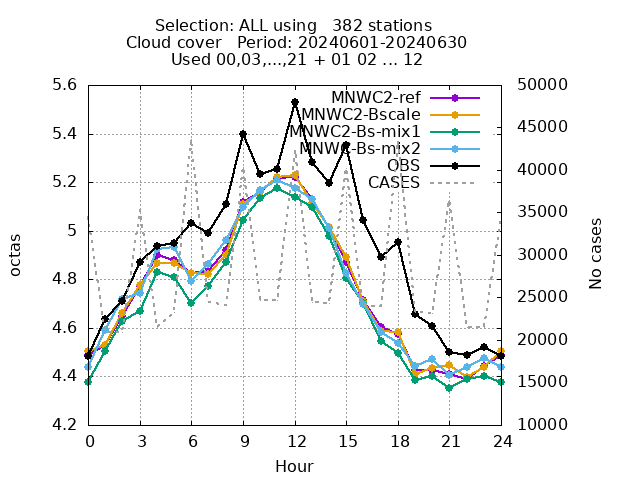 Selection: ALL using   382 stations
Cloud cover   Period: 20240601-20240630
Used 00,03,...,21 + 01 02 ... 12
octas
5.6
5.4
5.2
5
4.8
4.6
4.4
4.2
MNWC2-ref
MNWC2-Bscale
MNWC2-Bs-mix1
MNWC2-Bs-mix2
OBS
CASES
50000
45000
40000
35000
30000
25000
20000
15000
10000
No cases
0 3 6 9 12 15 18 21 24
Hour